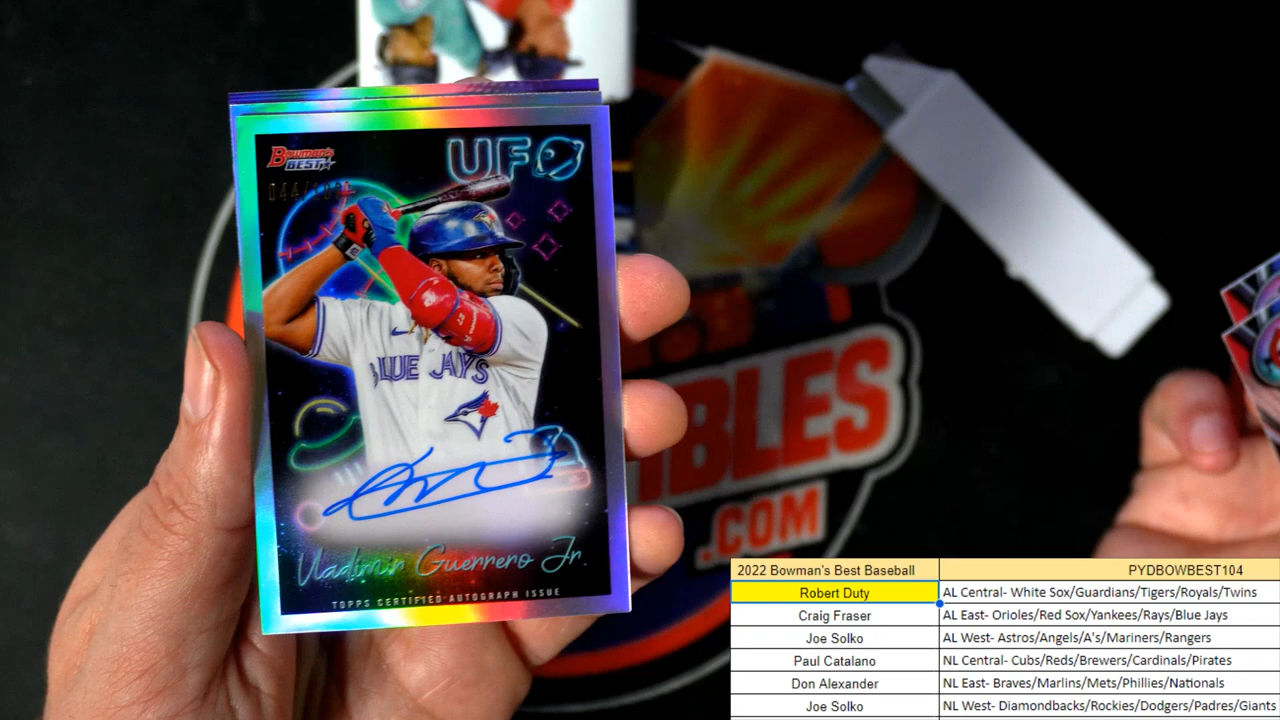 Bowman's
BEST
UFO
BLUE JAYS
Vladimir Guerrero Jr.
TOPPS CERTIFIED AUTOGRAPH ISSUE
IBLES
.COM
2022 Bowman's Best Baseball PYDBOWBEST104
Robert Duty AL Central- White Sox/Guardians/Tigers/Royals/Twins
Craig Fraser AL East- Orioles/Red Sox/Yankees/Rays/Blue Jays
Joe Solko AL West- Astros/Angels/A's/Mariners/Rangers
Paul Catalano NL Central- Cubs/Reds/Brewers/Cardinals/Pirates
Don Alexander NL East- Braves/Marlins/Mets/Phillies/Nationals
Joe Solko NL West- Diamondbacks/Rockies/Dodgers/Padres/Giants